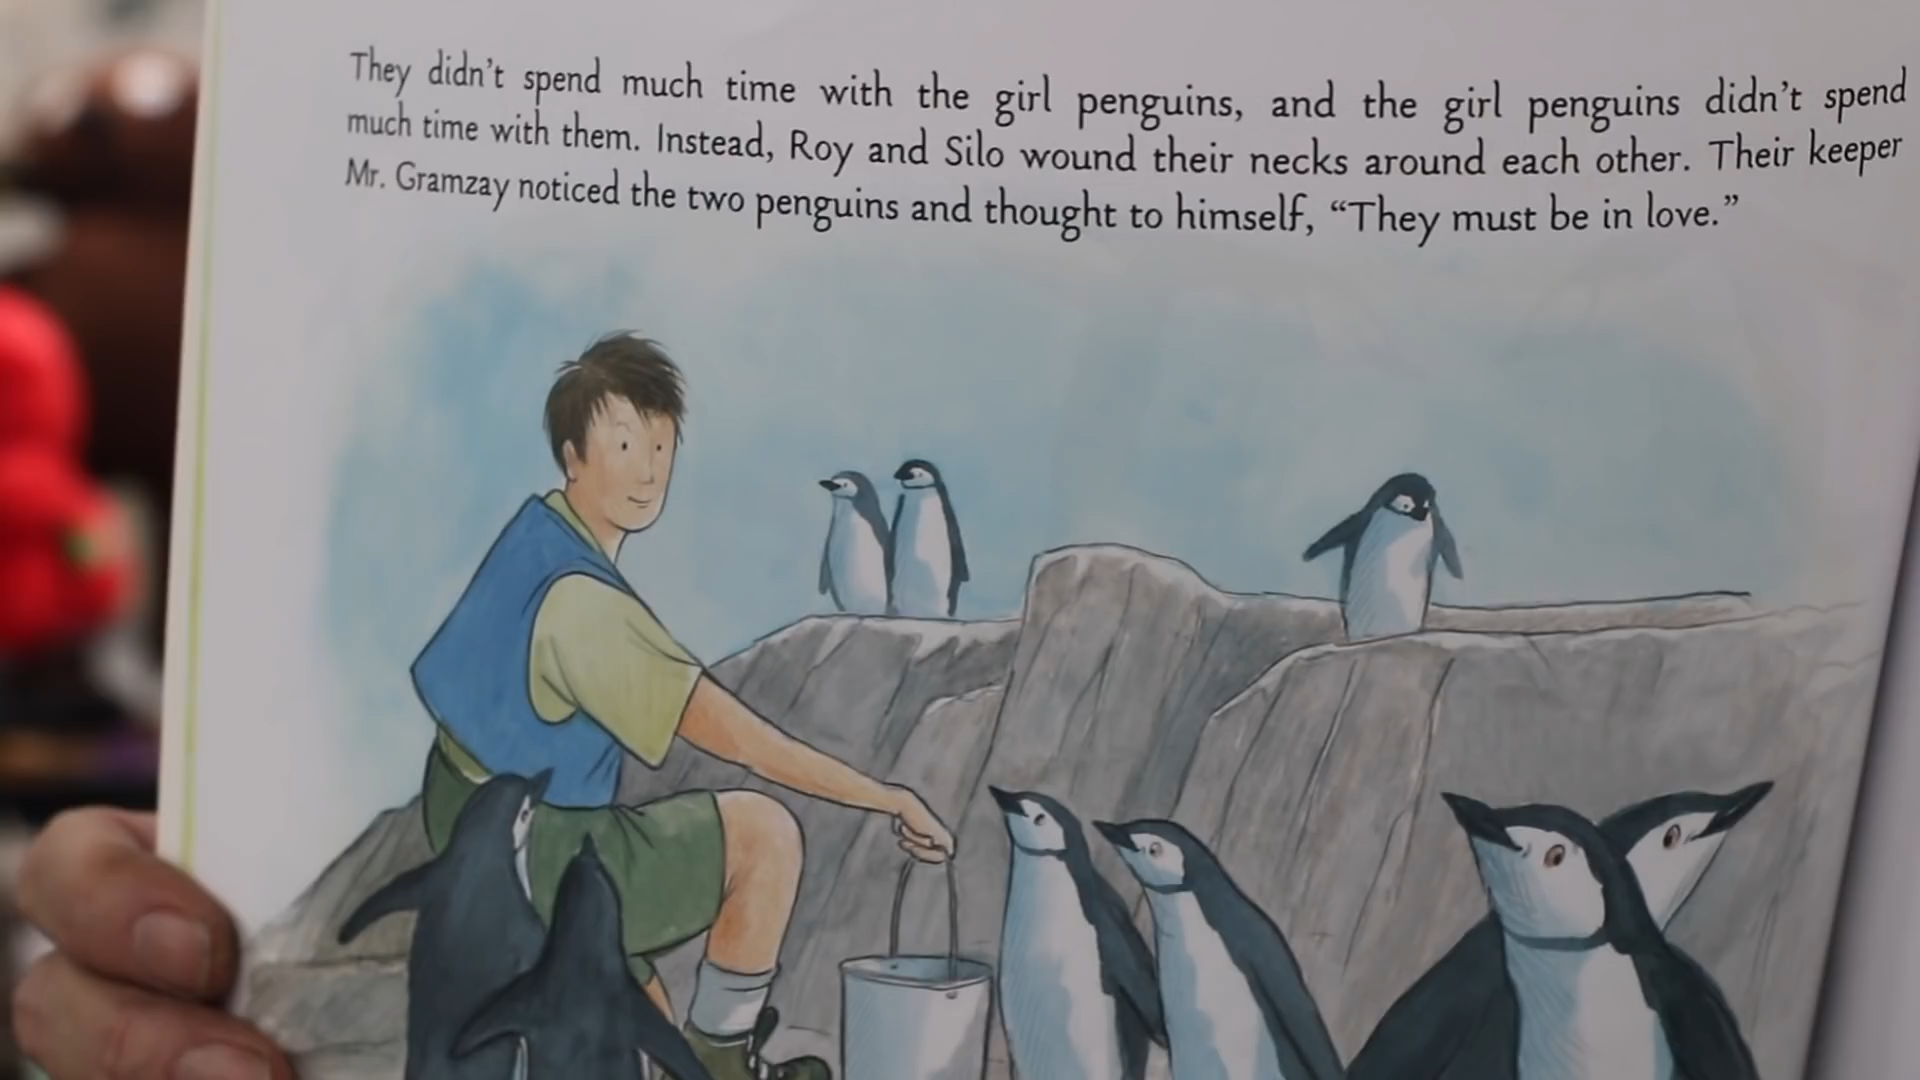 They didn't spend much time with the girl penguins, and the girl penguins didn't spend
much time with them. Instead, Roy and Silo wound their necks around each other. Their keeper
Mr. Gramzay noticed the two penguins and thought to himself, “They must be in love.”